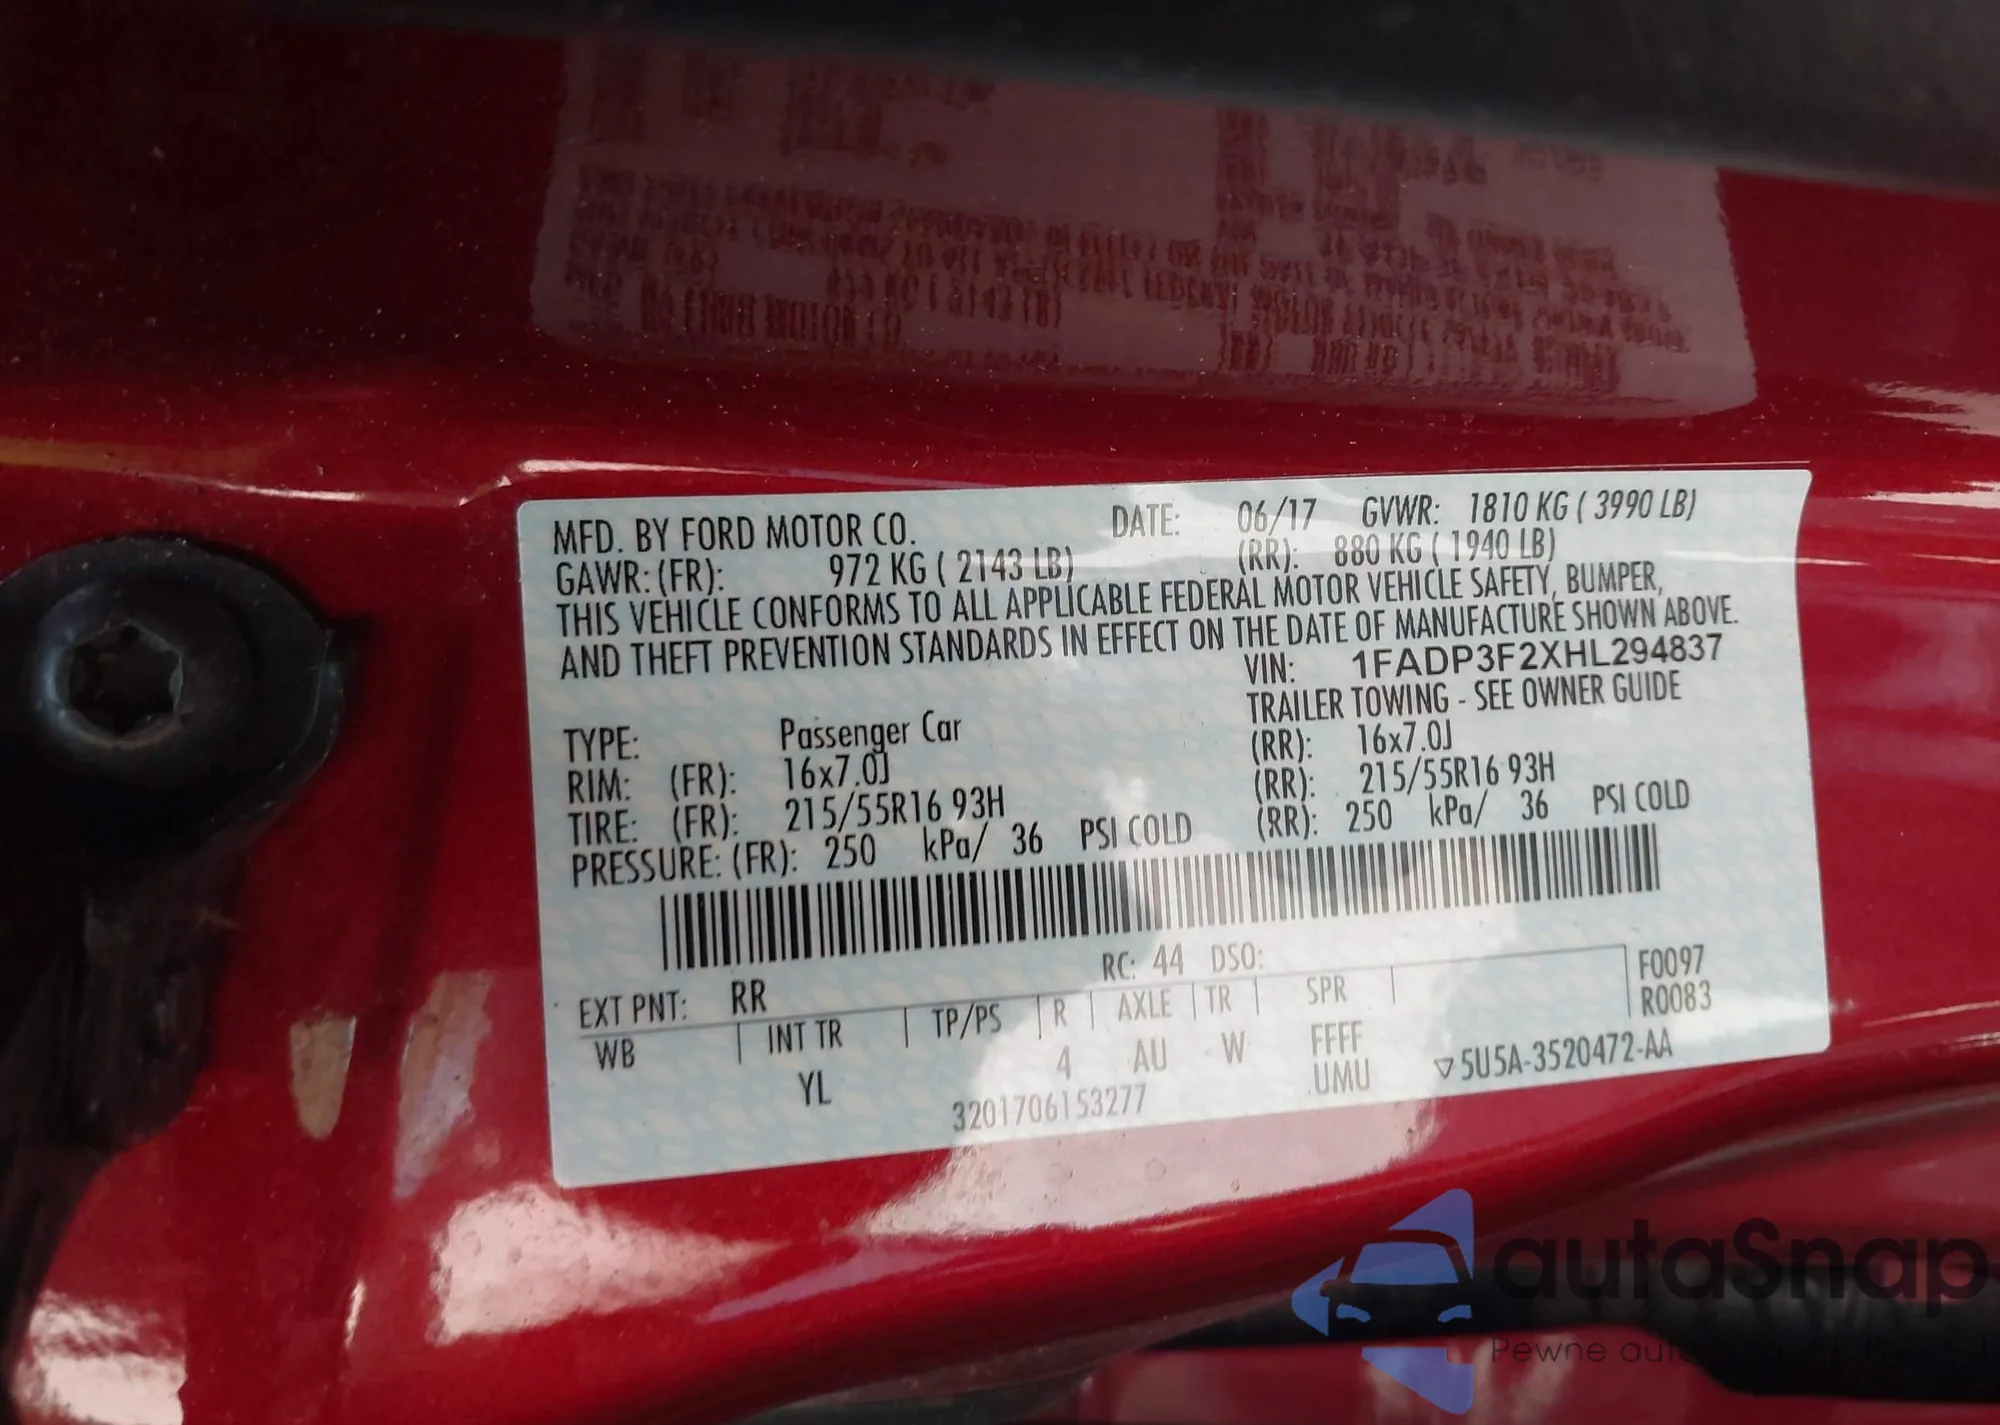 MFD. BY FORD MOTOR CO. DATE: 06/17 GVWR: 1810 KG ( 3990 LB)
GAWR: (FR): 972 KG ( 2143 LB) (RR): 880 KG ( 1940 LB)
THIS VEHICLE CONFORMS TO ALL APPLICABLE FEDERAL MOTOR VEHICLE SAFETY, BUMPER,
AND THEFT PREVENTION STANDARDS IN EFFECT ON THE DATE OF MANUFACTURE SHOWN ABOVE.
VIN: 1FADP3F2XHL294837
TRAILER TOWING - SEE OWNER GUIDE
TYPE: Passenger Car
RIM: (FR): 16x7.0J (RR): 16x7.0J
TIRE: (FR): 215/55R16 93H (RR): 215/55R16 93H
PRESSURE: (FR): 250 kPa/ 36 PSI COLD (RR): 250 kPa/ 36 PSI COLD
EXT PNT: RR RC: 44 DSO: F0097
R0083
WB INT TR TP/PS R AXLE TR SPR
YL 4 AU W FFFF
UMU
3201706153277 5U5A-3520472-AA
autaSnap
Pewne